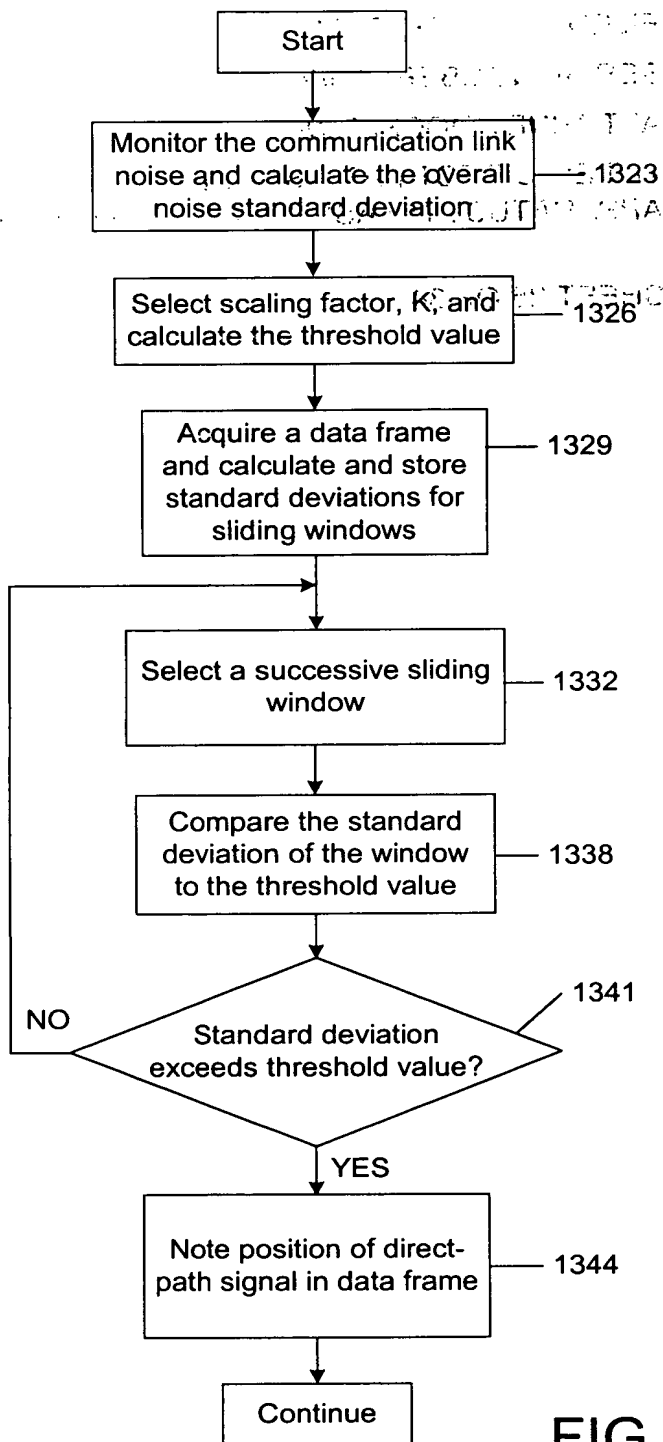 Start
Monitor the communication link
noise and calculate the overall
noise standard deviation
1323
Select scaling factor, K, and
calculate the threshold value
1326
Acquire a data frame
and calculate and store
standard deviations for
sliding windows
1329
Select a successive sliding
window
1332
Compare the standard
deviation of the window
to the threshold value
1338
Standard deviation
exceeds threshold value?
1341
NO
YES
Note position of direct-
path signal in data frame
1344
Continue
FIG